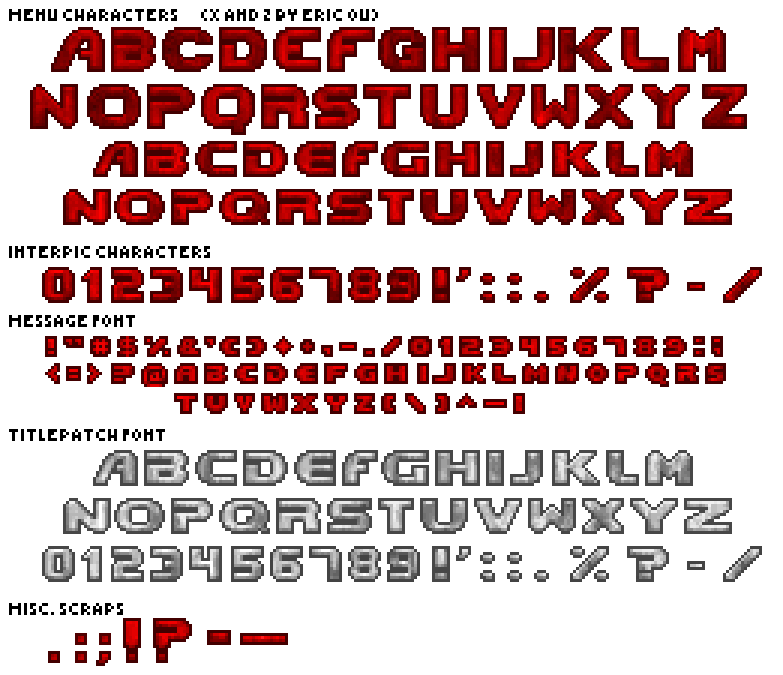 MENU CHARACTERS (X AND Z BY ERIC OU)
ABCDEFGHIJKLM
NOPQRSTUVWXYZ
ABCDEFGHIJKLM
NOPQRSTUVWXYZ
INTERPIC CHARACTERS
0123456789!':;. % ? - /
MESSAGE FONT
!"#$%&'()*+,-./0123456789:;
<=>?@ABCDEFGHIJKLMNOPQRS
TUVWXYZ[\]^_|
TITLEPATCH FONT
ABCDEFGHIJKLM
NOPQRSTUVWXYZ
0123456789!':;. % ? - /
MISC. SCRAPS
.:;!? - —